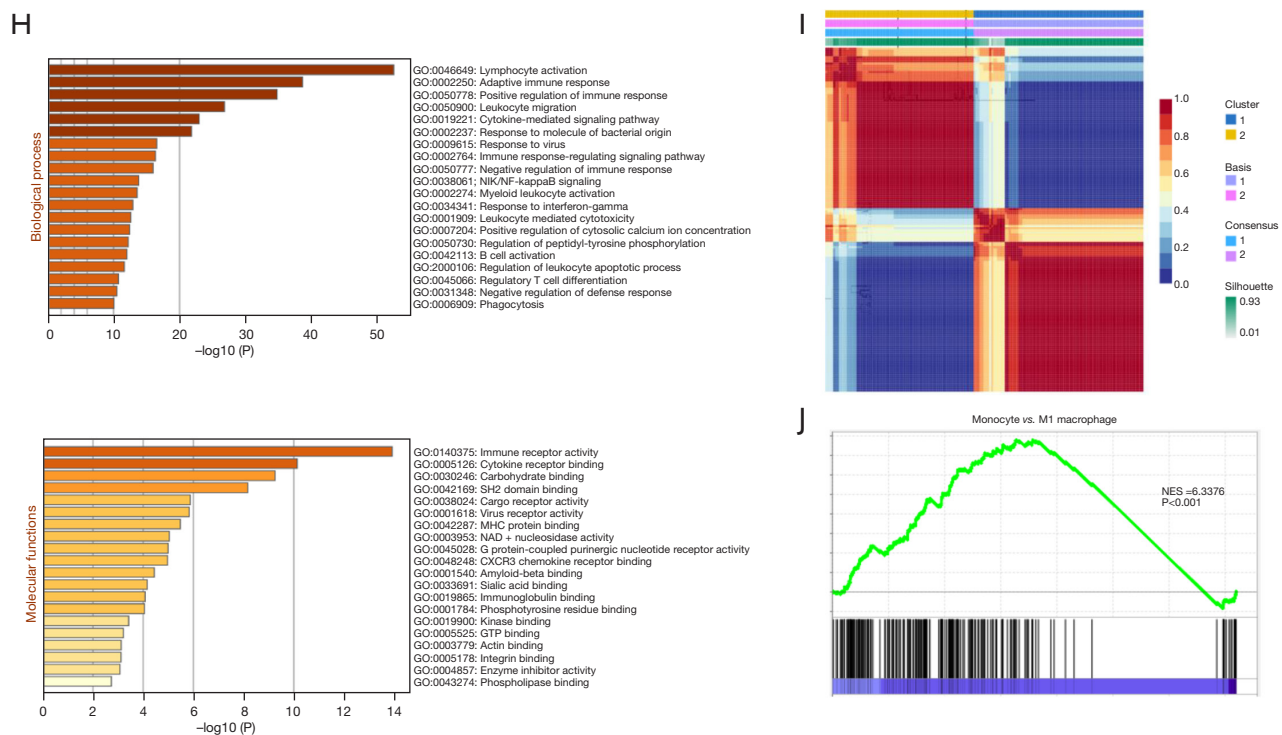 H
Biological process
GO:0046649: Lymphocyte activation
GO:0002250: Adaptive immune response
GO:0050778: Positive regulation of immune response
GO:0050900: Leukocyte migration
GO:0019221: Cytokine-mediated signaling pathway
GO:0002237: Response to molecule of bacterial origin
GO:0009615: Response to virus
GO:0002764: Immune response-regulating signaling pathway
GO:0050777: Negative regulation of immune response
GO:0038061; NIK/NF-kappaB signaling
GO:0002274: Myeloid leukocyte activation
GO:0034341: Response to interferon-gamma
GO:0001909: Leukocyte mediated cytotoxicity
GO:0007204: Positive regulation of cytosolic calcium ion concentration
GO:0050730: Regulation of peptidyl-tyrosine phosphorylation
GO:0042113: B cell activation
GO:2000106: Regulation of leukocyte apoptotic process
GO:0045066: Regulatory T cell differentiation
GO:0031348: Negative regulation of defense response
GO:0006909: Phagocytosis
0 10 20 30 40 50
−log10 (P)
Molecular functions
GO:0140375: Immune receptor activity
GO:0005126: Cytokine receptor binding
GO:0030246: Carbohydrate binding
GO:0042169: SH2 domain binding
GO:0038024: Cargo receptor activity
GO:0001618: Virus receptor activity
GO:0042287: MHC protein binding
GO:0003953: NAD + nucleosidase activity
GO:0045028: G protein-coupled purinergic nucleotide receptor activity
GO:0048248: CXCR3 chemokine receptor binding
GO:0001540: Amyloid-beta binding
GO:0033691: Sialic acid binding
GO:0019865: Immunoglobulin binding
GO:0001784: Phosphotyrosine residue binding
GO:0019900: Kinase binding
GO:0005525: GTP binding
GO:0003779: Actin binding
GO:0005178: Integrin binding
GO:0004857: Enzyme inhibitor activity
GO:0043274: Phospholipase binding
0 2 4 6 8 10 12 14
−log10 (P)
I
1.0
0.8
0.6
0.4
0.2
0.0
Cluster
1
2
Basis
1
2
Consensus
1
2
Silhouette
0.93
0.01
J
Monocyte vs. M1 macrophage
NES =6.3376
P<0.001